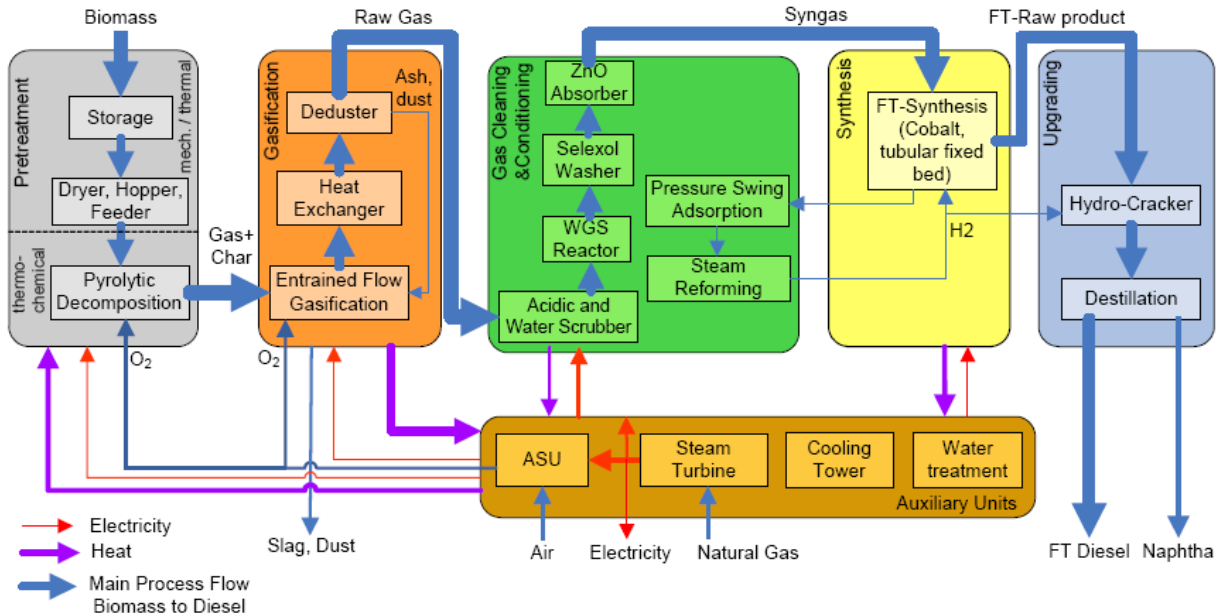 Biomass
Raw Gas
Syngas
FT-Raw product
Pretreatment
mech. / thermal
Storage
Dryer, Hopper,
Feeder
thermo-
chemical
Pyrolytic
Decomposition
O2
Gas+
Char
Gasification
Ash,
dust
Deduster
Heat
Exchanger
Entrained Flow
Gasification
O2
Gas Cleaning
&Conditioning
ZnO
Absorber
Selexol
Washer
WGS
Reactor
Acidic and
Water Scrubber
Pressure Swing
Adsorption
Steam
Reforming
Synthesis
FT-Synthesis
(Cobalt,
tubular fixed
bed)
H2
Upgrading
Hydro-Cracker
Destillation
ASU
Steam
Turbine
Cooling
Tower
Water
treatment
Auxiliary Units
Electricity
Heat
Main Process Flow
Biomass to Diesel
Slag, Dust
Air
Electricity
Natural Gas
FT Diesel
Naphtha